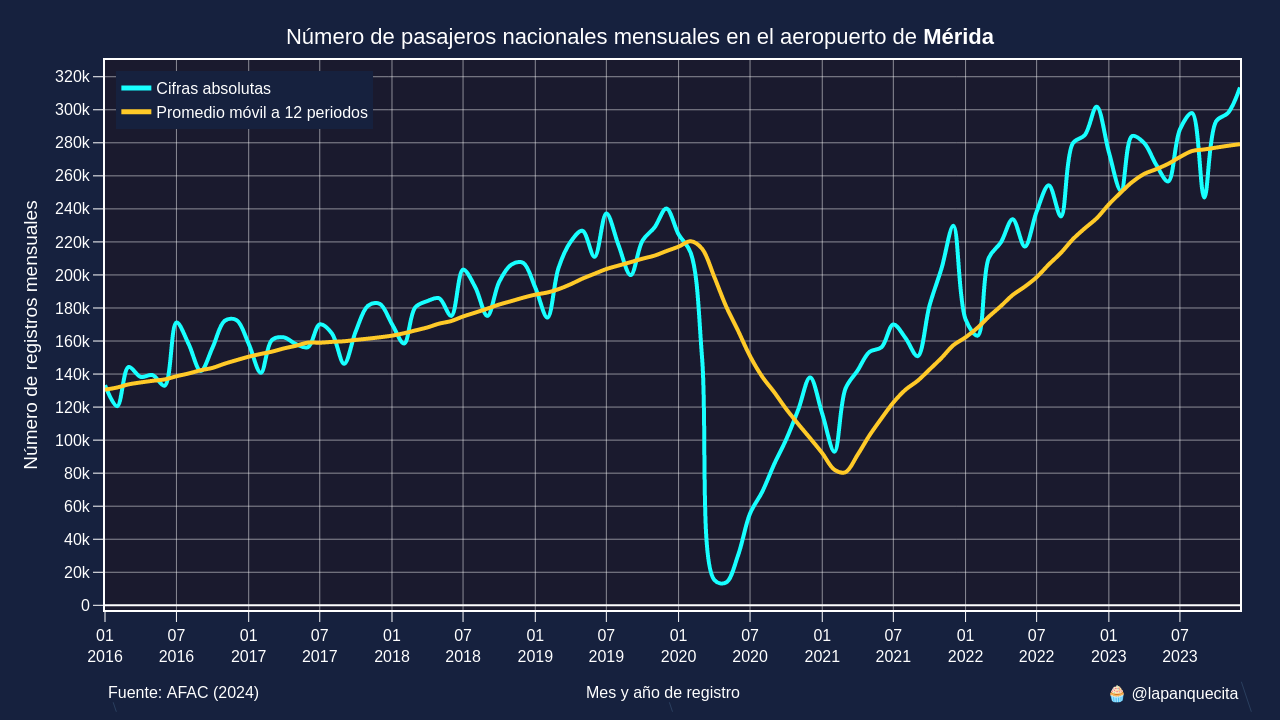 Número de pasajeros nacionales mensuales en el aeropuerto de Mérida
Cifras absolutas
Promedio móvil a 12 periodos
Número de registros mensuales
320k
300k
280k
260k
240k
220k
200k
180k
160k
140k
120k
100k
80k
60k
40k
20k
0
01 07 01 07 01 07 01 07 01 07 01 07 01 07 01 07
2016 2016 2017 2017 2018 2018 2019 2019 2020 2020 2021 2021 2022 2022 2023 2023
Fuente: AFAC (2024) Mes y año de registro 🧁 @lapanquecita